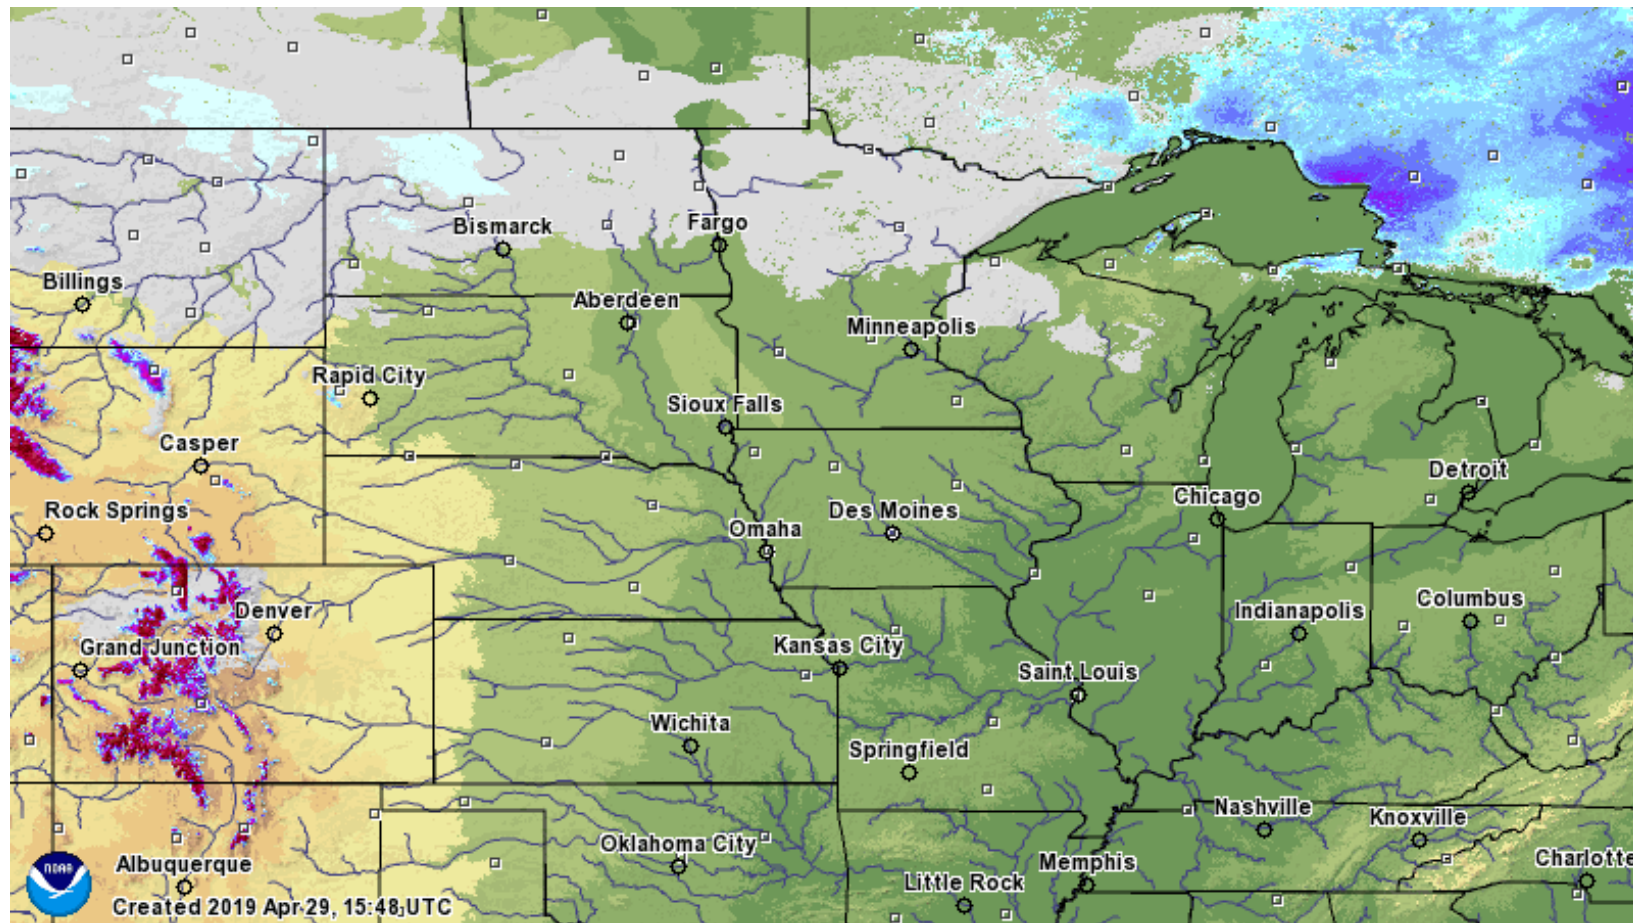 Bismarck
Fargo
Billings
Aberdeen
Minneapolis
Rapid City
Sioux Falls
Casper
Detroit
Rock Springs
Chicago
Des Moines
Omaha
Denver
Indianapolis
Columbus
Grand Junction
Kansas City
Saint Louis
Wichita
Springfield
Nashville
Knoxville
Oklahoma City
Albuquerque
Memphis
Charlotte
Little Rock
NOAA
Created 2019 Apr 29, 15:48 UTC